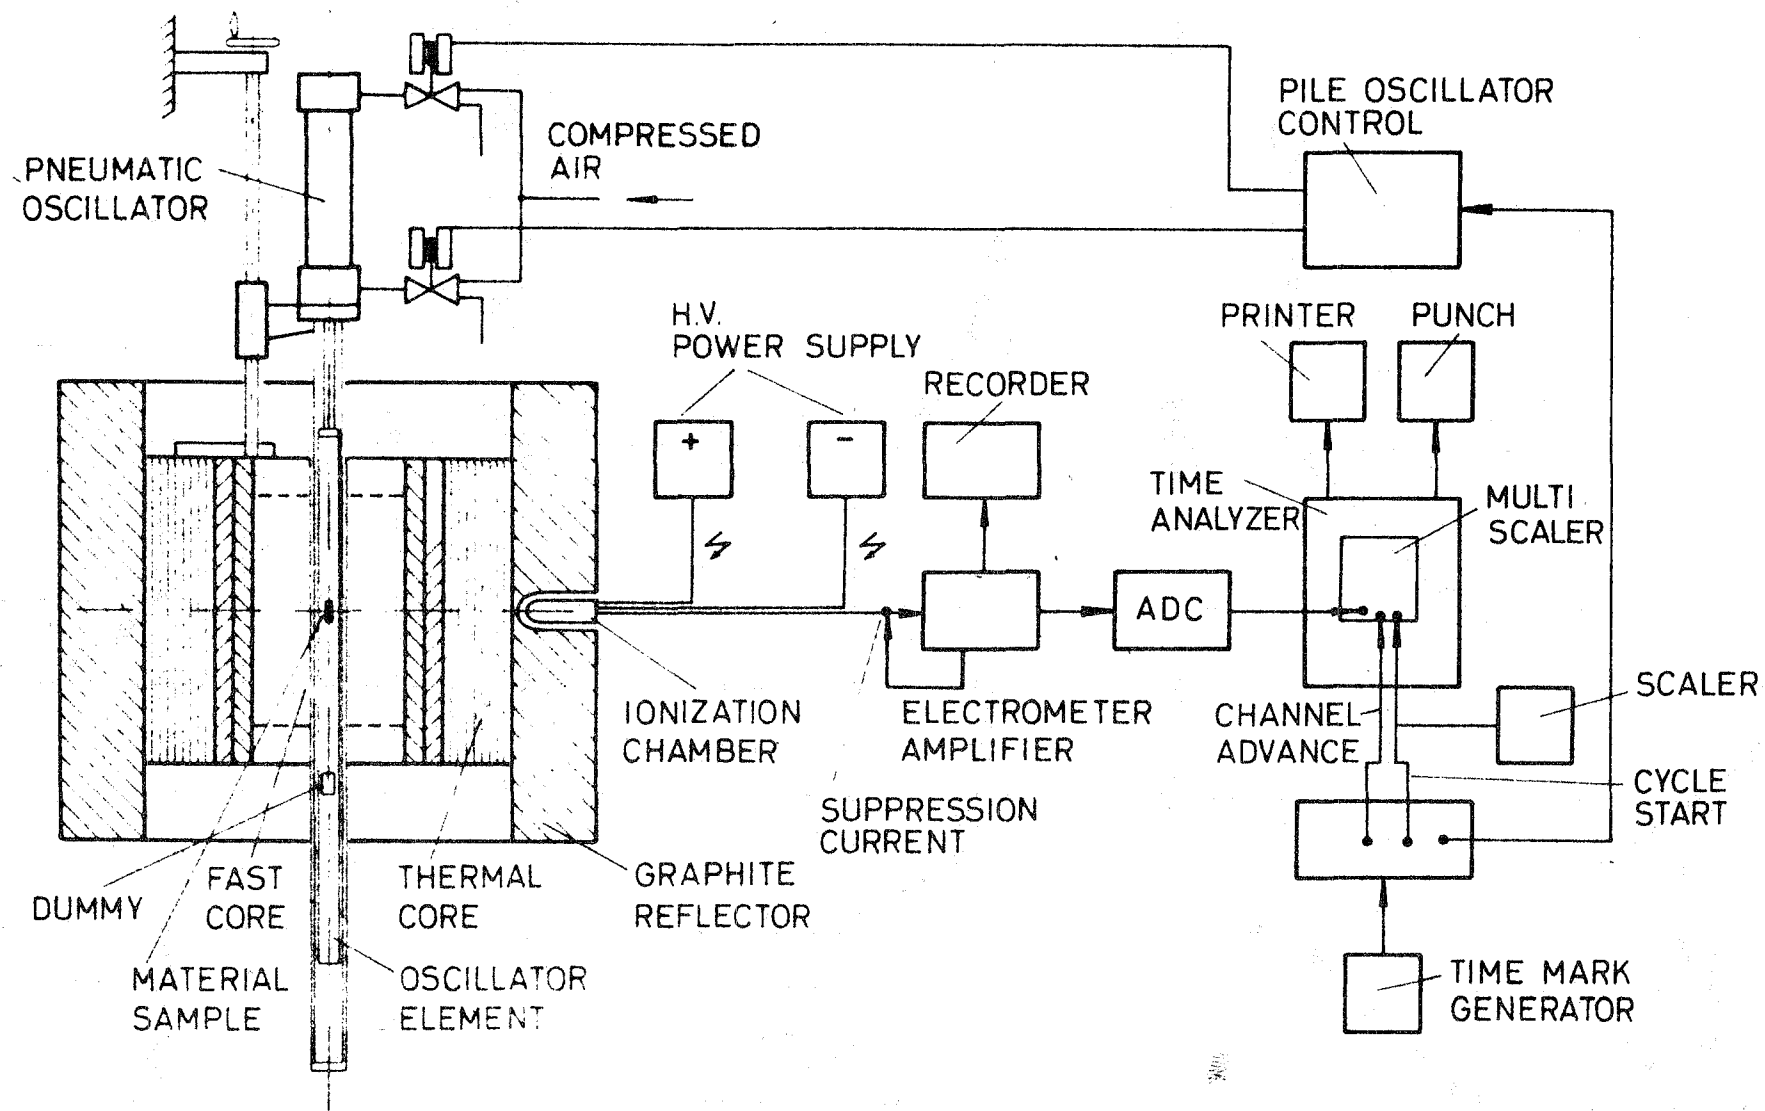 PILE OSCILLATOR
CONTROL
COMPRESSED
AIR
PNEUMATIC
OSCILLATOR
H.V.
POWER SUPPLY
PRINTER
PUNCH
RECORDER
+
-
TIME
ANALYZER
MULTI
SCALER
ADC
IONIZATION
CHAMBER
ELECTROMETER
AMPLIFIER
CHANNEL
ADVANCE
SCALER
SUPPRESSION
CURRENT
CYCLE
START
DUMMY
FAST
CORE
THERMAL
CORE
GRAPHITE
REFLECTOR
MATERIAL
SAMPLE
OSCILLATOR
ELEMENT
TIME MARK
GENERATOR